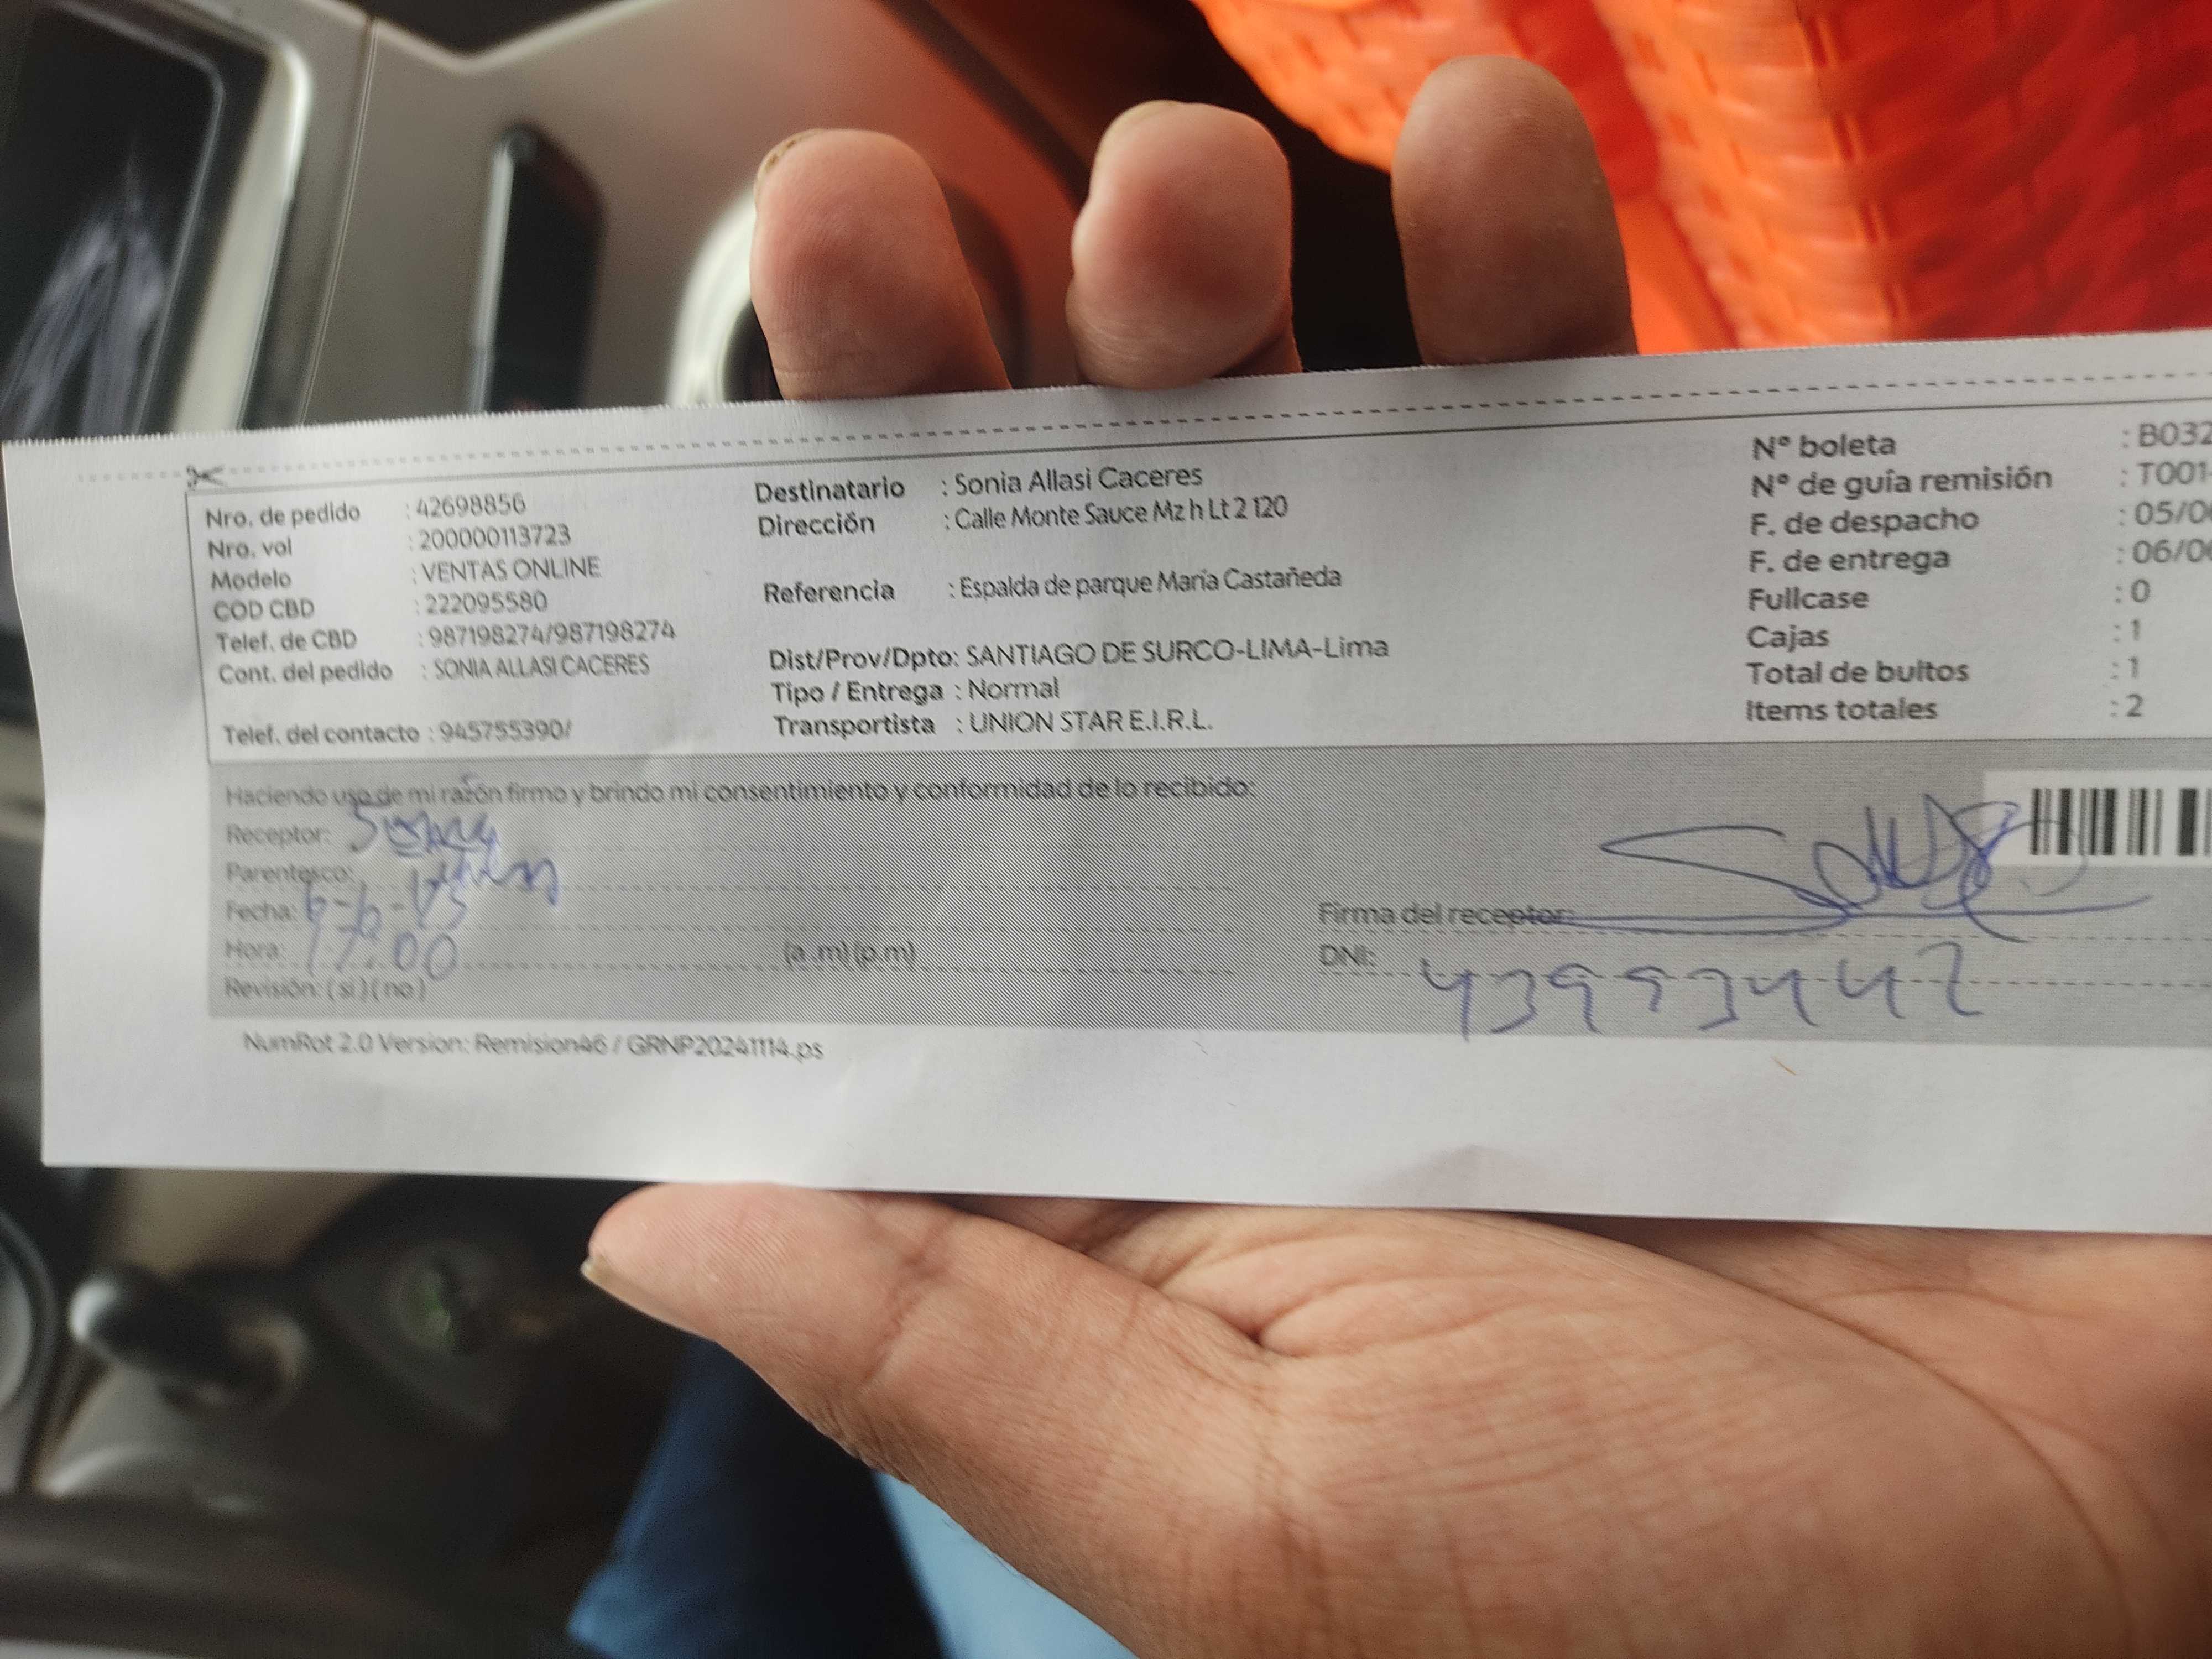 Nro. de pedido : 42698856
Nro. vol : 200000113723
Modelo : VENTAS ONLINE
COD CBD : 222095580
Telef. de CBD : 987198274/987198274
Cont. del pedido : SONIA ALLASI CACERES
Telef. del contacto : 945755390/
Destinatario : Sonia Allasi Caceres
Dirección : Calle Monte Sauce Mz h Lt 2 120
Referencia : Espalda de parque María Castañeda
Dist/Prov/Dpto: SANTIAGO DE SURCO-LIMA-Lima
Tipo / Entrega : Normal
Transportista : UNION STAR E.I.R.L.
N° boleta : B032
N° de guía remisión : T001-
F. de despacho : 05/0
F. de entrega : 06/0
Fullcase : 0
Cajas : 1
Total de bultos : 1
Items totales : 2
Haciendo uso de mi razón firmo y brindo mi consentimiento y conformidad de lo recibido:
Receptor:
Parentesco:
Fecha:
Hora: 17:00 (a.m)(p.m)
Revisión: (si)(no)
Firma del receptor:
DNI: 43993442
NumRot 2.0 Version: Remision46 / GRNP20241114.ps